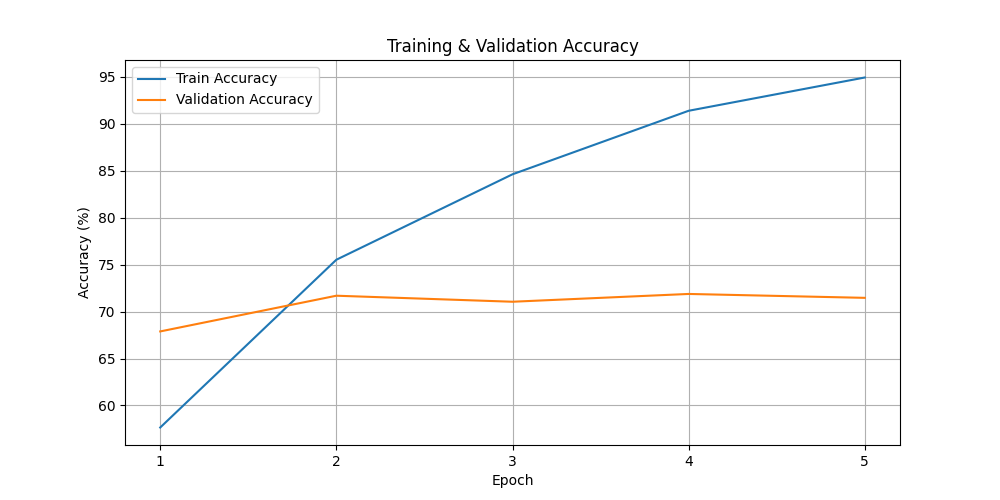 Training & Validation Accuracy
Train Accuracy
Validation Accuracy
Accuracy (%)
95
90
85
80
75
70
65
60
1 2 3 4 5
Epoch